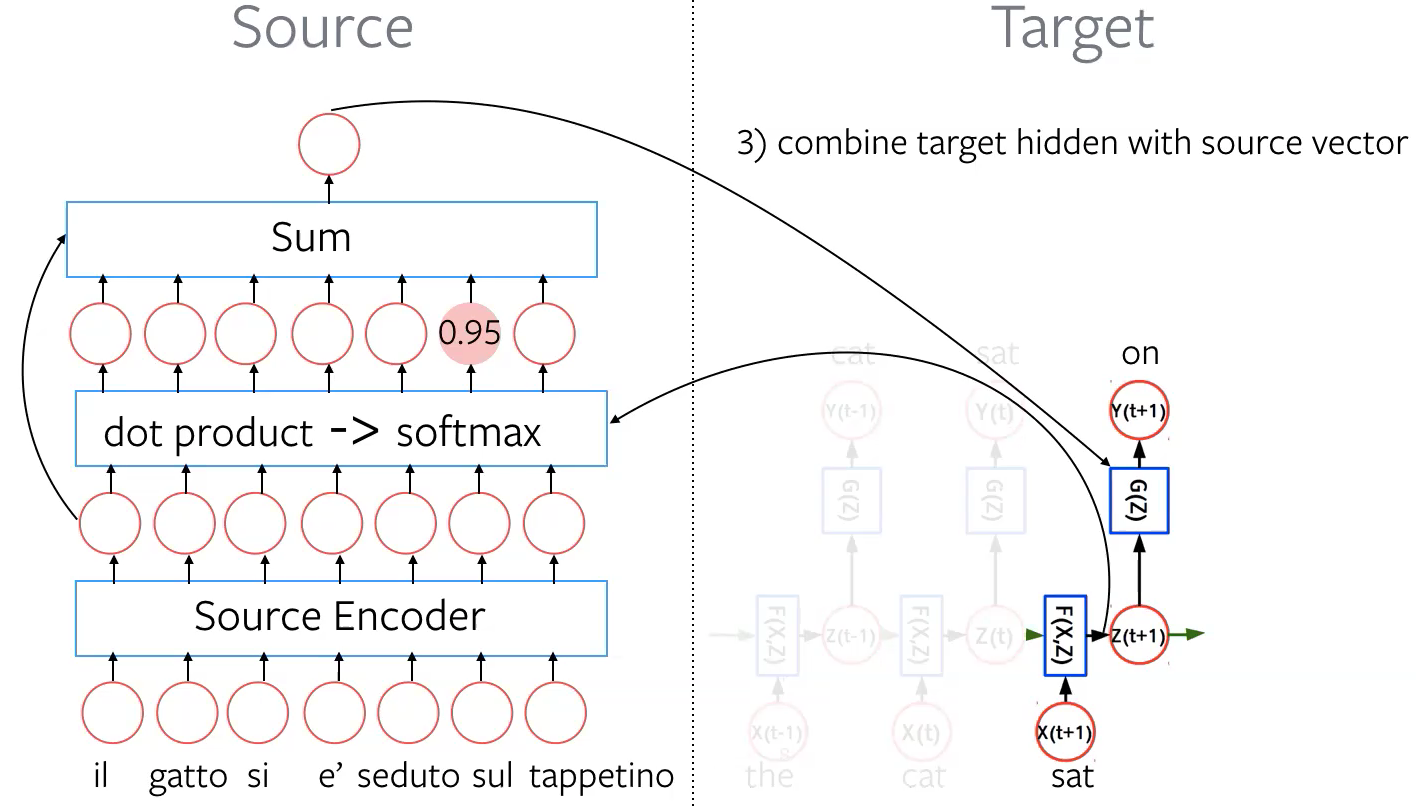 Source
Target
3) combine target hidden with source vector
Sum
0.95
dot product -> softmax
Source Encoder
il gatto si e’ seduto sul tappetino
cat sat on
Y(t-1) Y(t) Y(t+1)
G(Z) G(Z) G(Z)
F(X,Z) Z(t-1) F(X,Z) Z(t) F(X,Z) Z(t+1)
X(t-1) X(t) X(t+1)
8
the cat sat